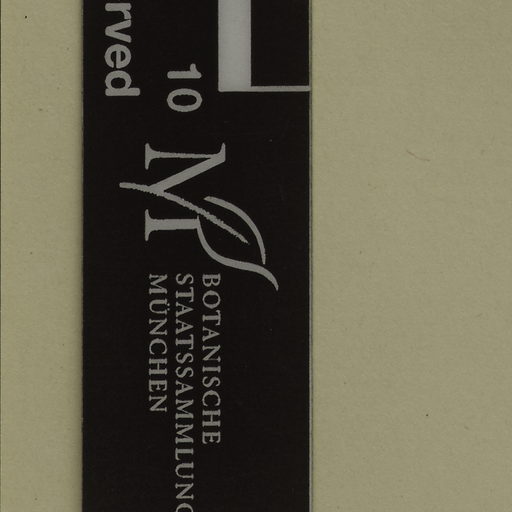 rved
10
BOTANISCHE
STAATSSAMMLUNG
MÜNCHEN